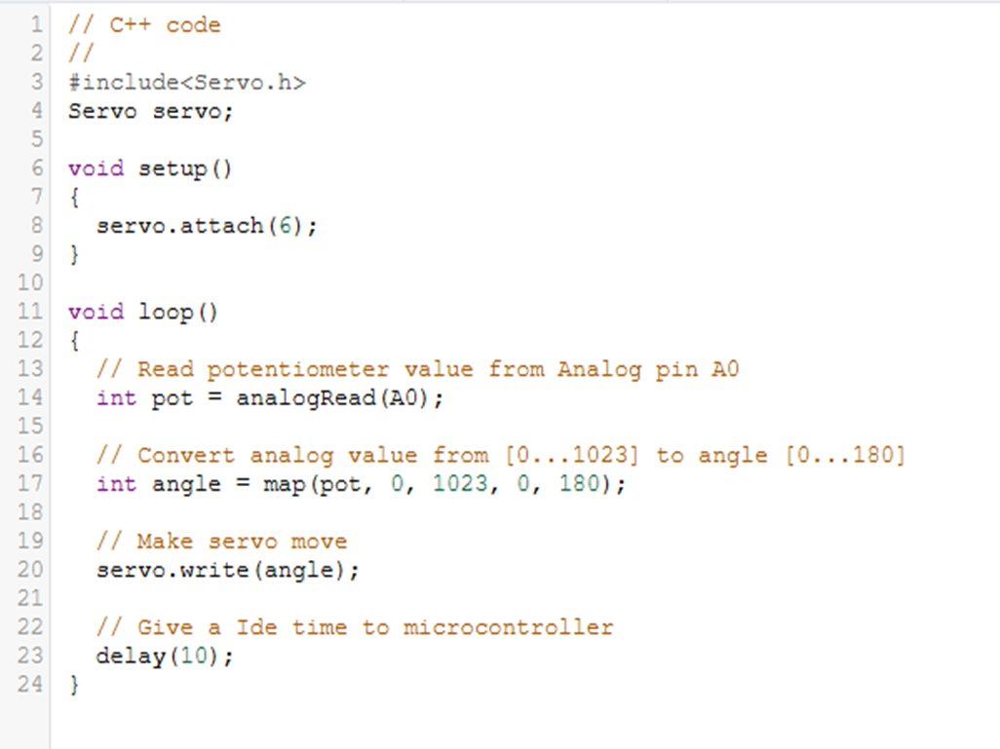 1 // C++ code
2 //
3 #include<Servo.h>
4 Servo servo;
5
6 void setup()
7 {
8 servo.attach(6);
9 }
10
11 void loop()
12 {
13 // Read potentiometer value from Analog pin A0
14 int pot = analogRead(A0);
15
16 // Convert analog value from [0...1023] to angle [0...180]
17 int angle = map(pot, 0, 1023, 0, 180);
18
19 // Make servo move
20 servo.write(angle);
21
22 // Give a Ide time to microcontroller
23 delay(10);
24 }